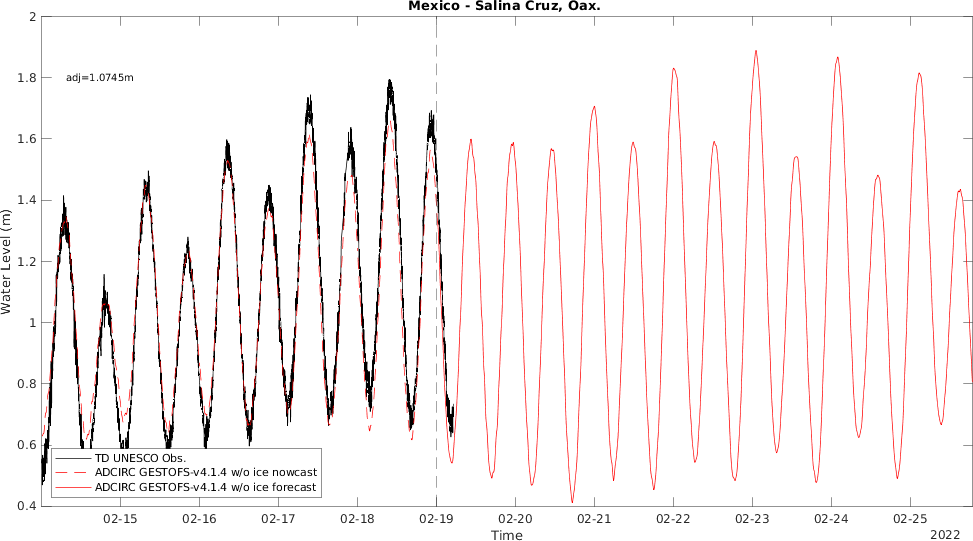 Mexico - Salina Cruz, Oax.
2
1.8
1.6
1.4
1.2
1
0.8
0.6
0.4
Water Level (m)
adj=1.0745m
TD UNESCO Obs.
ADCIRC GESTOFS-v4.1.4 w/o ice nowcast
ADCIRC GESTOFS-v4.1.4 w/o ice forecast
02-15 02-16 02-17 02-18 02-19 02-20 02-21 02-22 02-23 02-24 02-25
Time
2022